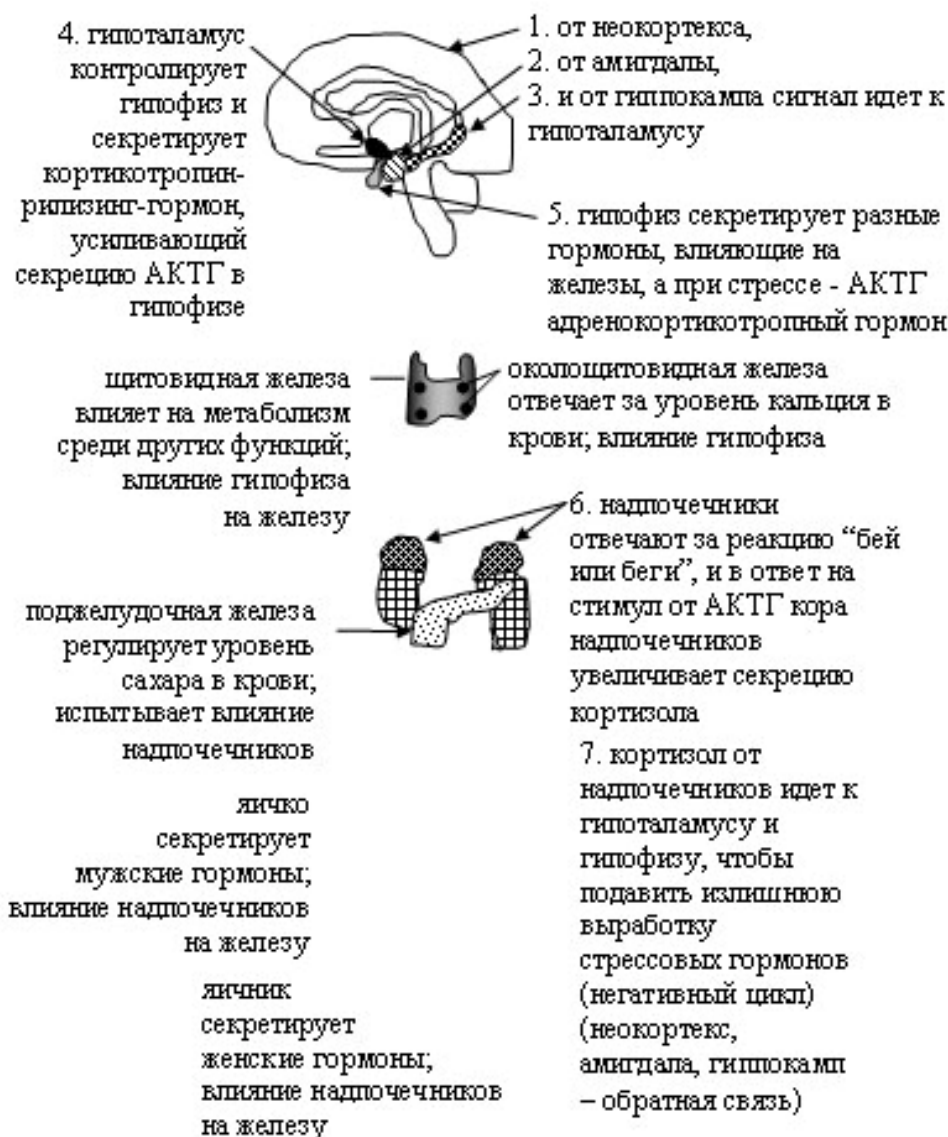 4. гипоталамус
контролирует
гипофиз и
секретирует
кортикотропин-
рилизинг-гормон,
усиливающий
секрецию АКТГ в
гипофизе
1. от неокортекса,
2. от амигдалы,
3. и от гиппокампа сигнал идет к
гипоталамусу
5. гипофиз секретирует разные
гормоны, влияющие на
железы, а при стрессе - АКТГ
адренокортикотропный гормон
щитовидная железа
влияет на метаболизм
среди других функций;
влияние гипофиза
на железу
околощитовидная железа
отвечает за уровень кальция в
крови; влияние гипофиза
6. надпочечники
отвечают за реакцию “бей
или беги”, и в ответ на
стимул от АКТГ кора
надпочечников
увеличивает секрецию
кортизола
поджелудочная железа
регулирует уровень
сахара в крови;
испытывает влияние
надпочечников
7. кортизол от
надпочечников идет к
гипоталамусу и
гипофизу, чтобы
подавить излишнюю
выработку
стрессовых гормонов
(негативный цикл)
(неокортекс,
амигдала, гиппокамп
– обратная связь)
яичко
секретирует
мужские гормоны;
влияние надпочечников
на железу
яичник
секретирует
женские гормоны;
влияние надпочечников
на железу